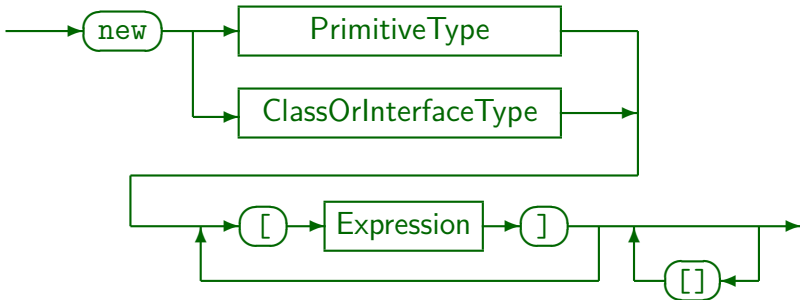 new PrimitiveType
ClassOrInterfaceType
[ Expression ]
[]